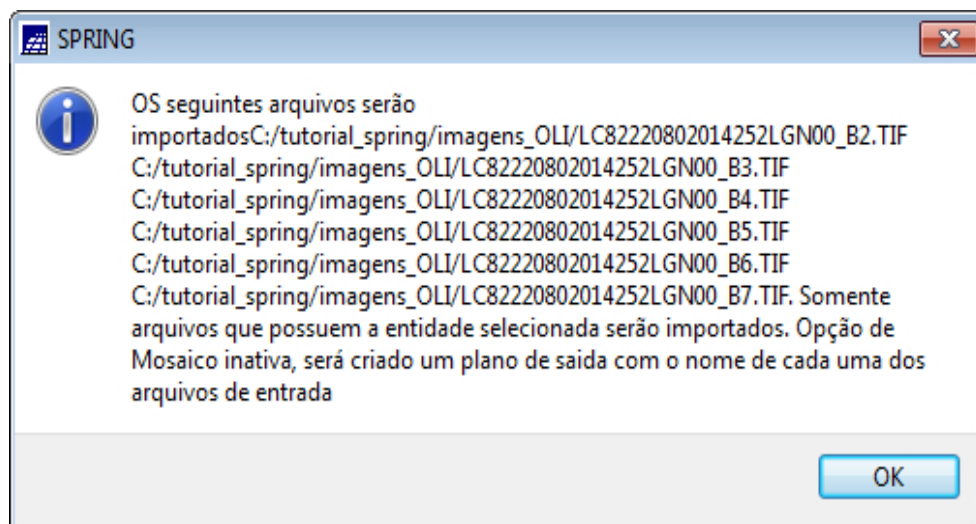 SPRING
OS seguintes arquivos serão
importadosC:/tutorial_spring/imagens_OLI/LC82220802014252LGN00_B2.TIF
C:/tutorial_spring/imagens_OLI/LC82220802014252LGN00_B3.TIF
C:/tutorial_spring/imagens_OLI/LC82220802014252LGN00_B4.TIF
C:/tutorial_spring/imagens_OLI/LC82220802014252LGN00_B5.TIF
C:/tutorial_spring/imagens_OLI/LC82220802014252LGN00_B6.TIF
C:/tutorial_spring/imagens_OLI/LC82220802014252LGN00_B7.TIF. Somente
arquivos que possuem a entidade selecionada serão importados. Opção de
Mosaico inativa, será criado um plano de saida com o nome de cada uma dos
arquivos de entrada
OK